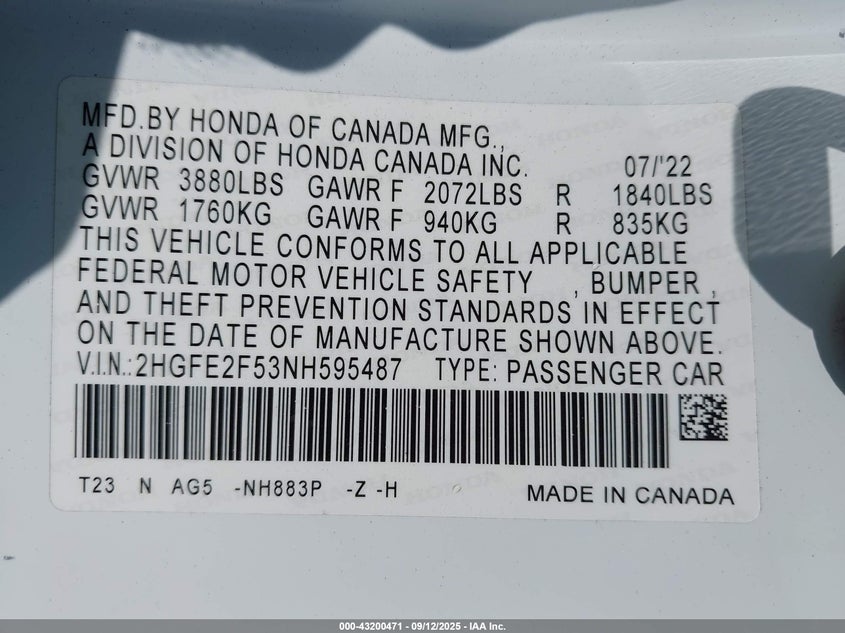 MFD.BY HONDA OF CANADA MFG.,
A DIVISION OF HONDA CANADA INC. 07/'22
GVWR 3880LBS GAWR F 2072LBS R 1840LBS
GVWR 1760KG GAWR F 940KG R 835KG
THIS VEHICLE CONFORMS TO ALL APPLICABLE
FEDERAL MOTOR VEHICLE SAFETY , BUMPER ,
AND THEFT PREVENTION STANDARDS IN EFFECT
ON THE DATE OF MANUFACTURE SHOWN ABOVE.
V.I.N.:2HGFE2F53NH595487 TYPE: PASSENGER CAR
T23 N AG5 -NH883P -Z -H MADE IN CANADA
000-43200471 - 09/12/2025 - IAA Inc.